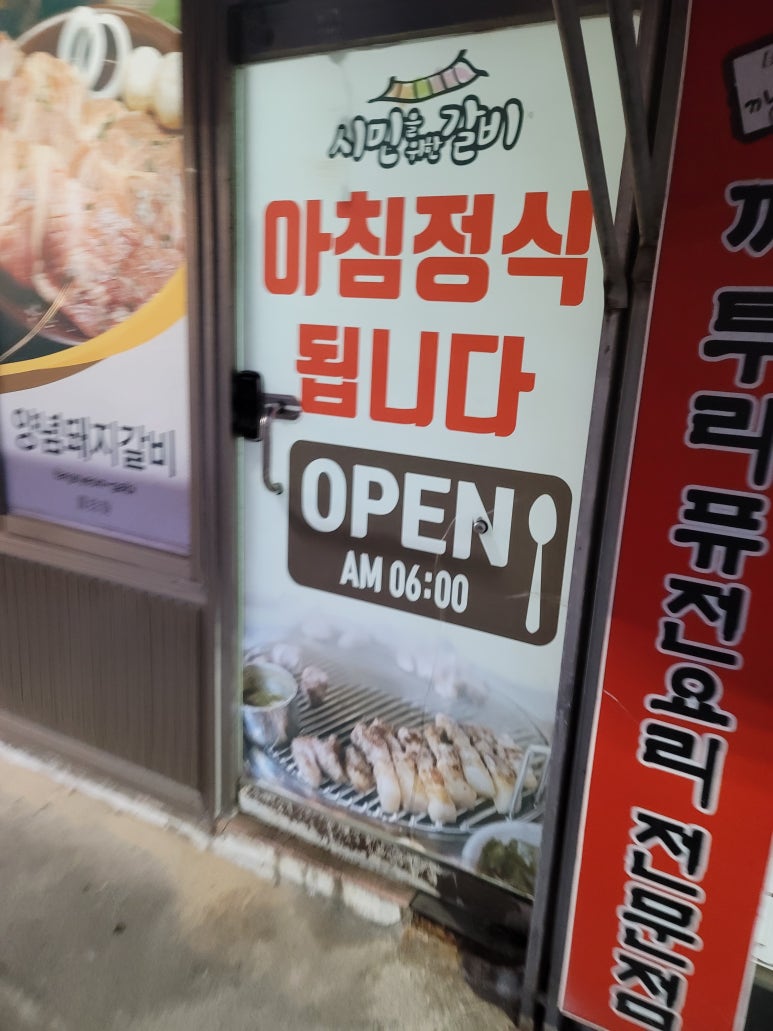 시민을 위한 갈비
아침정식
됩니다
OPEN
AM 06:00
양념돼지갈비
투리퓨전요리 전문점